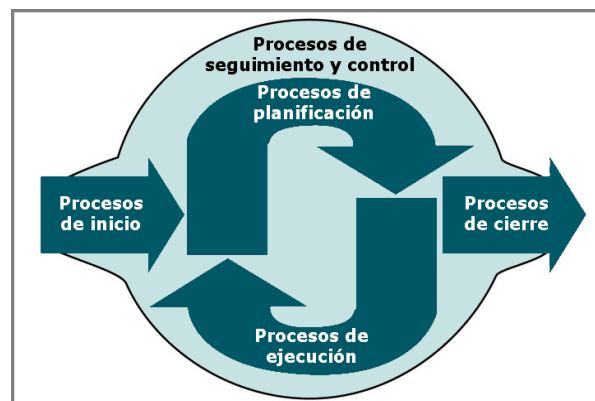 Procesos de
seguimiento y control
Procesos de
planificación
Procesos
de inicio
Procesos
de cierre
Procesos de
ejecución